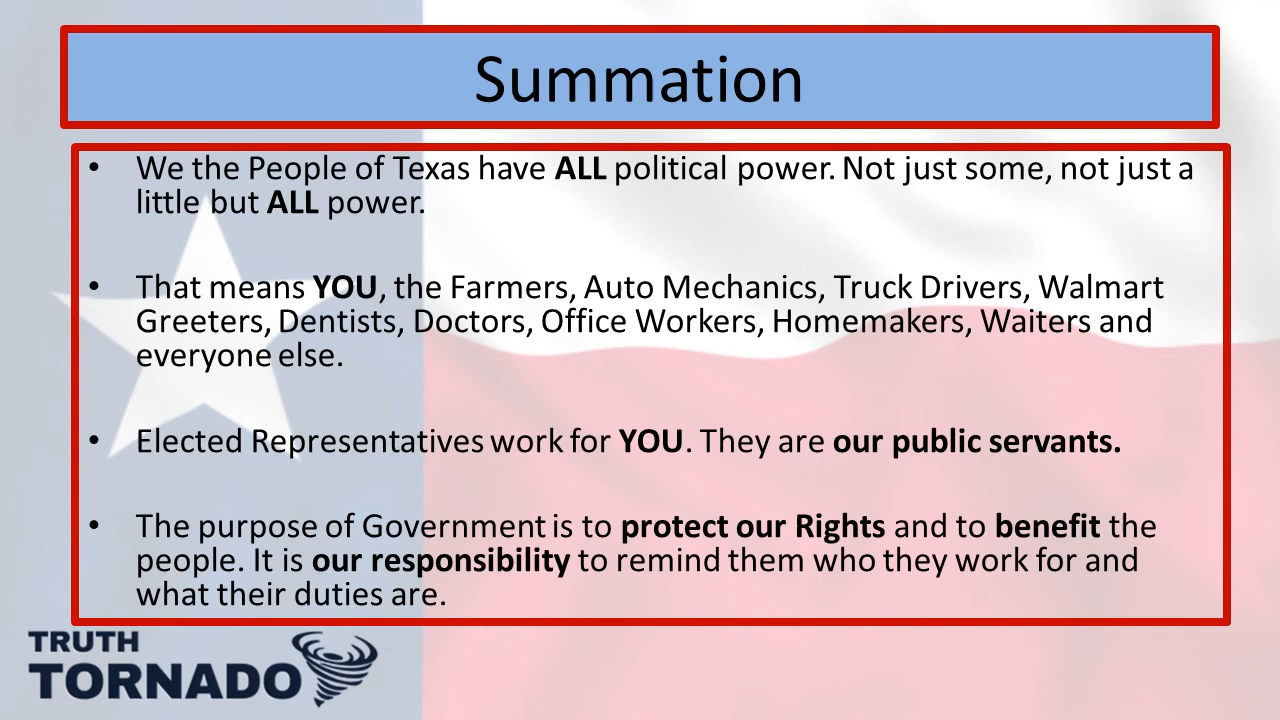 Summation
• We the People of Texas have ALL political power. Not just some, not just a
little but ALL power.
• That means YOU, the Farmers, Auto Mechanics, Truck Drivers, Walmart
Greeters, Dentists, Doctors, Office Workers, Homemakers, Waiters and
everyone else.
• Elected Representatives work for YOU. They are our public servants.
• The purpose of Government is to protect our Rights and to benefit the
people. It is our responsibility to remind them who they work for and
what their duties are.
TRUTH
TORNADO